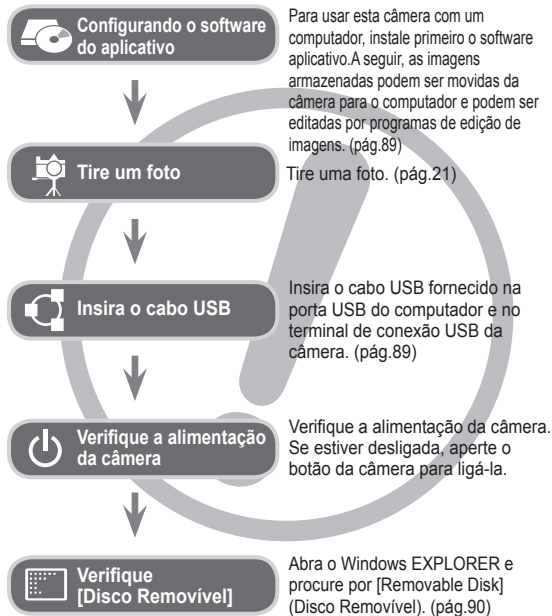 Configurando o software
do aplicativo
Para usar esta câmera com um
computador, instale primeiro o software
aplicativo.A seguir, as imagens
armazenadas podem ser movidas da
câmera para o computador e podem ser
editadas por programas de edição de
imagens. (pág.89)
Tire um foto
Tire uma foto. (pág.21)
Insira o cabo USB
Insira o cabo USB fornecido na
porta USB do computador e no
terminal de conexão USB da
câmera. (pág.89)
Verifique a alimentação
da câmera
Verifique a alimentação da câmera.
Se estiver desligada, aperte o
botão da câmera para ligá-la.
Verifique
[Disco Removível]
Abra o Windows EXPLORER e
procure por [Removable Disk]
(Disco Removível). (pág.90)